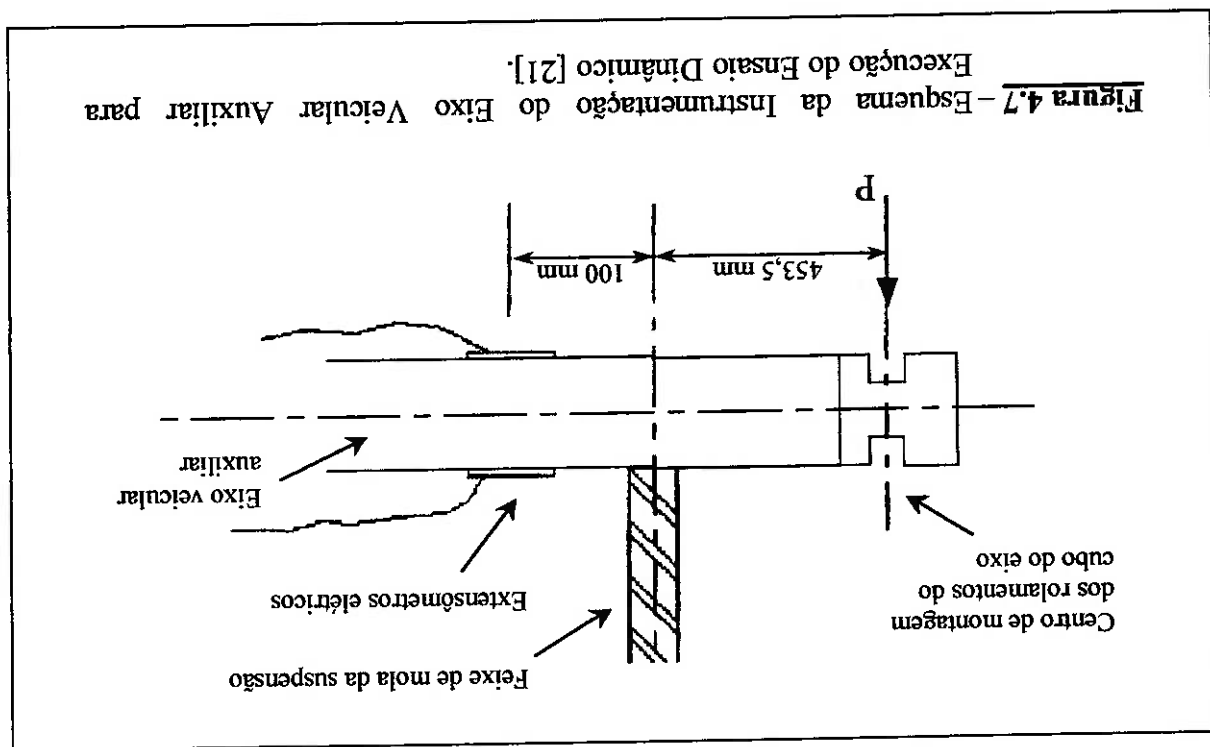 Feixe de mola da suspensão
Centro de montagem
dos rolamentos do
cubo do eixo
Extensômetros elétricos
Eixo veicular
auxiliar
453,5 mm
100 mm
P
Figura 4.7 – Esquema da Instrumentação do Eixo Veicular Auxiliar para
Execução do Ensaio Dinâmico [21].